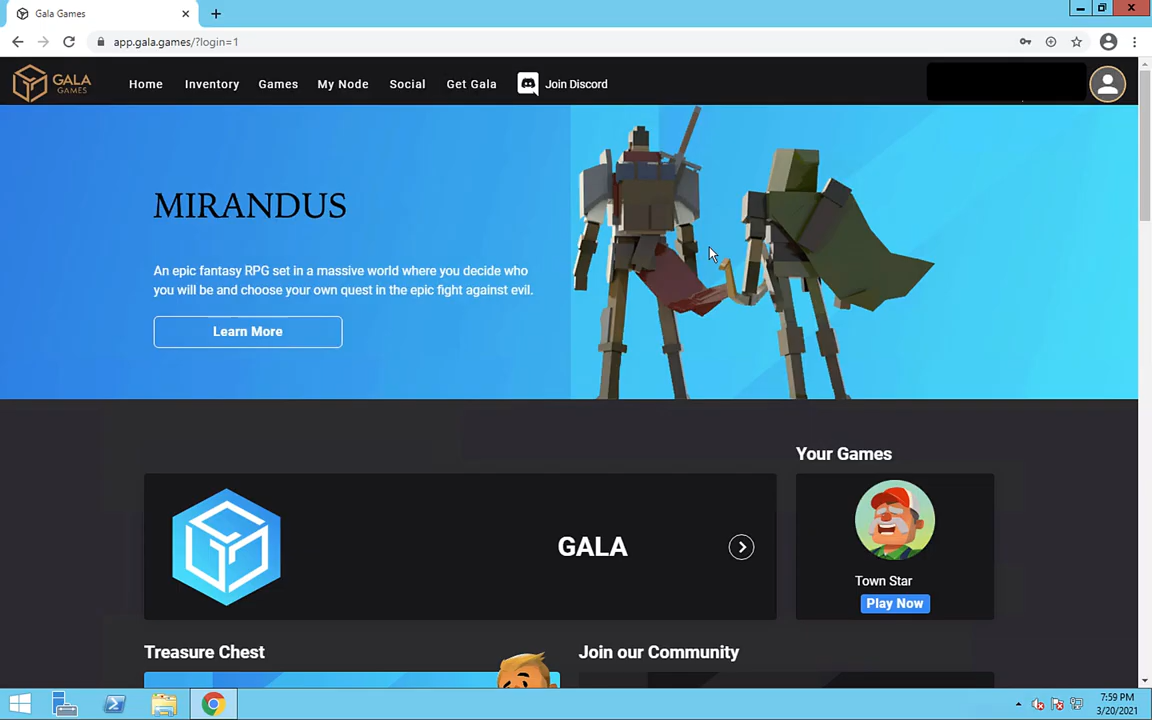 Gala Games
app.gala.games/?login=1
GALA
GAMES
Home
Inventory
Games
My Node
Social
Get Gala
Join Discord
MIRANDUS
An epic fantasy RPG set in a massive world where you decide who
you will be and choose your own quest in the epic fight against evil.
Learn More
Your Games
GALA
Town Star
Play Now
Treasure Chest
Join our Community
7:59 PM
3/20/2021